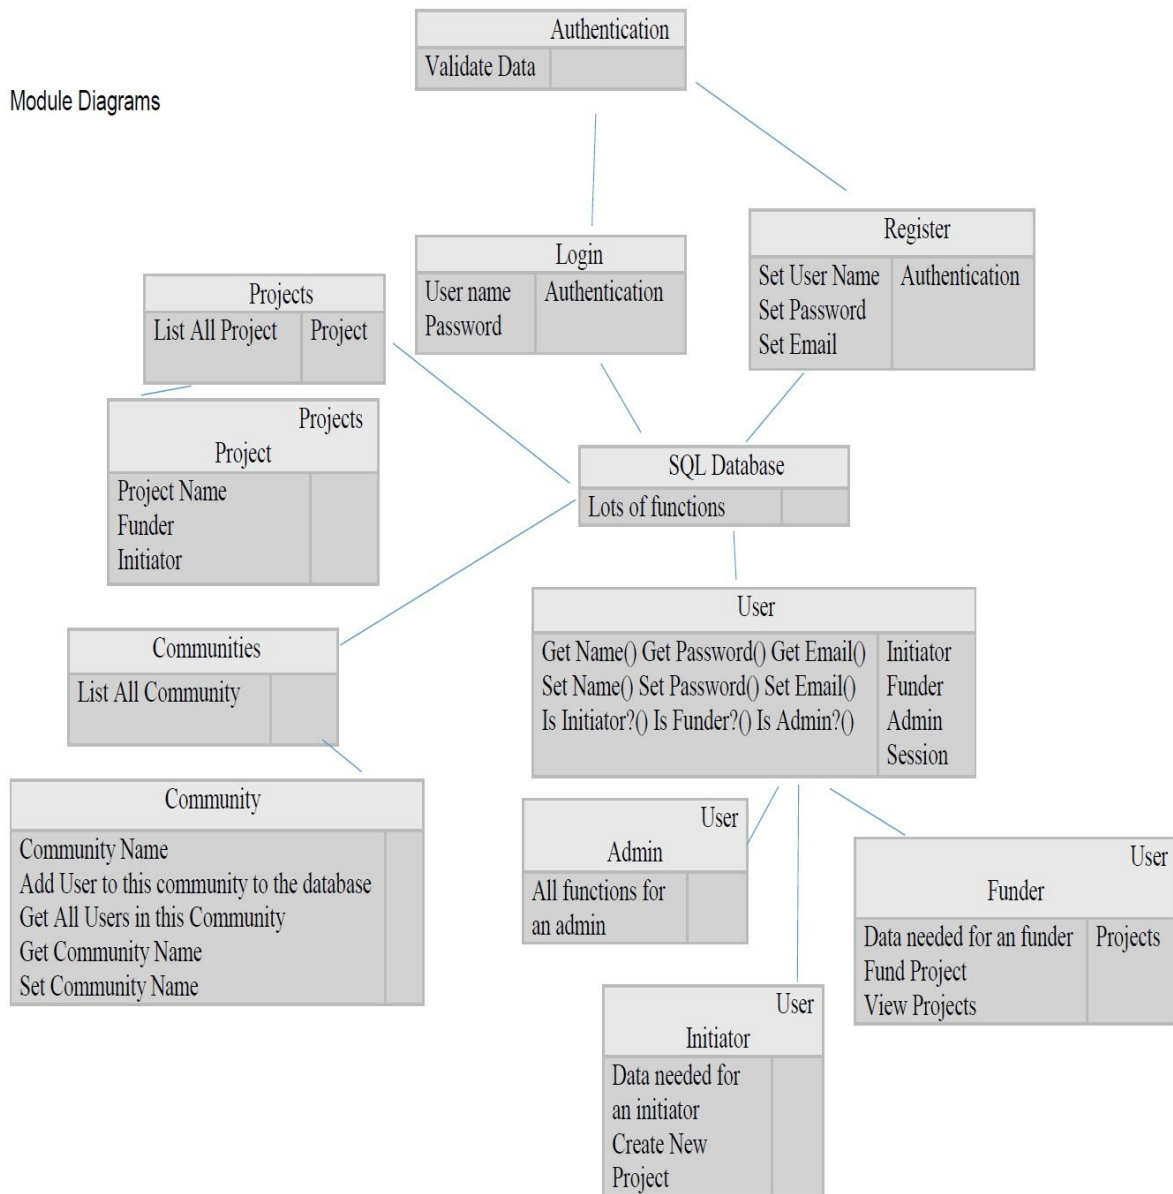 Authentication
Validate Data
Module Diagrams
Register
Set User Name
Set Password
Set Email
Authentication
Login
User name
Password
Authentication
Projects
List All Project
Project
Projects
Project
Project Name
Funder
Initiator
SQL Database
Lots of functions
User
Get Name() Get Password() Get Email()
Set Name() Set Password() Set Email()
Is Initiator?() Is Funder?() Is Admin?()
Initiator
Funder
Admin
Session
Communities
List All Community
Community
Community Name
Add User to this community to the database
Get All Users in this Community
Get Community Name
Set Community Name
User
Admin
All functions for
an admin
User
Funder
Data needed for an funder
Fund Project
View Projects
Projects
User
Initiator
Data needed for
an initiator
Create New
Project